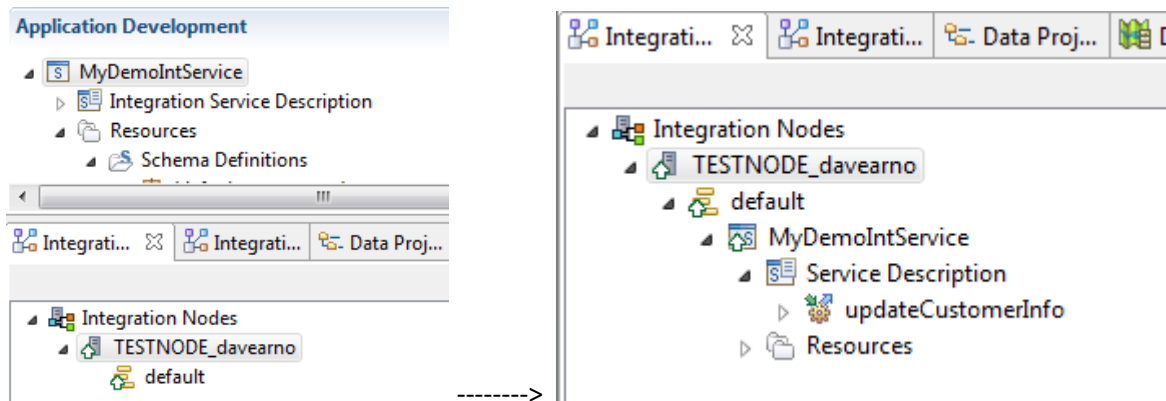 Application Development
MyDemoIntService
Integration Service Description
Resources
Schema Definitions
Integrati... Integrati... Data Proj...
Integration Nodes
TESTNODE_davearno
default
-------->
Integrati... Integrati... Data Proj... D
Integration Nodes
TESTNODE_davearno
default
MyDemoIntService
Service Description
updateCustomerInfo
Resources